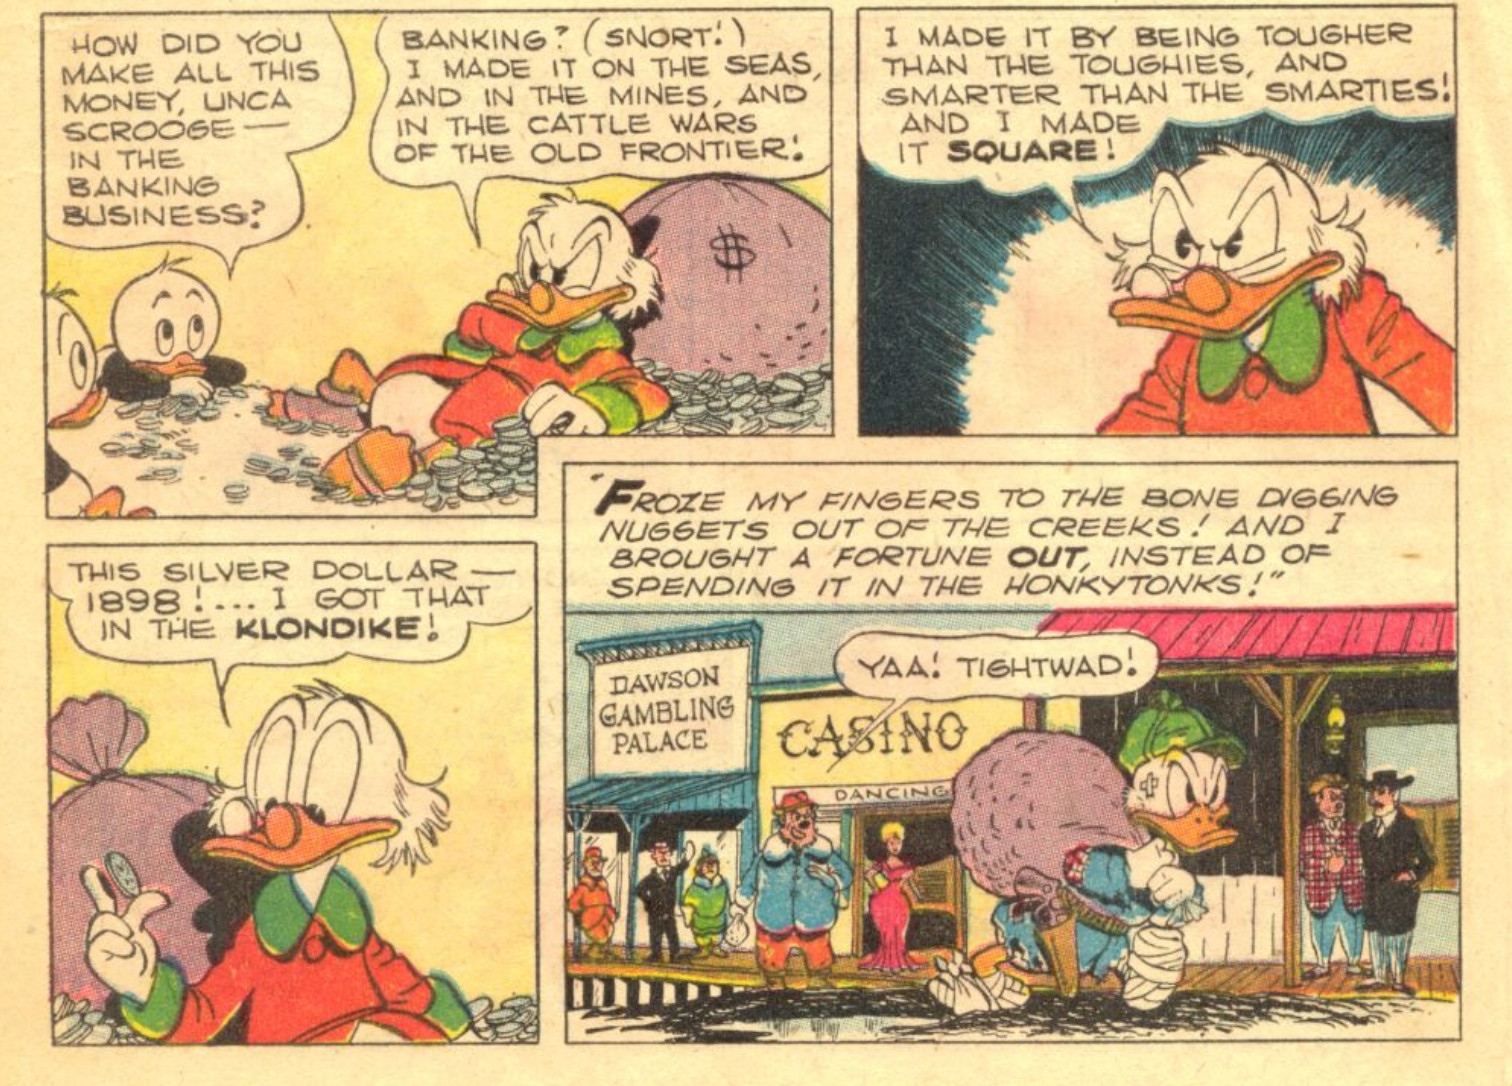 HOW DID YOU
MAKE ALL THIS
MONEY, UNCA
SCROOGE —
IN THE
BANKING
BUSINESS?
BANKING? (SNORT!)
I MADE IT ON THE SEAS,
AND IN THE MINES, AND
IN THE CATTLE WARS
OF THE OLD FRONTIER!
$
I MADE IT BY BEING TOUGHER
THAN THE TOUGHIES, AND
SMARTER THAN THE SMARTIES!
AND I MADE
IT SQUARE!
THIS SILVER DOLLAR —
1898!... I GOT THAT
IN THE KLONDIKE!
"FROZE MY FINGERS TO THE BONE DIGGING
NUGGETS OUT OF THE CREEKS! AND I
BROUGHT A FORTUNE OUT, INSTEAD OF
SPENDING IT IN THE HONKYTONKS!"
YAA! TIGHTWAD!
DAWSON
GAMBLING
PALACE
CASINO
DANCING